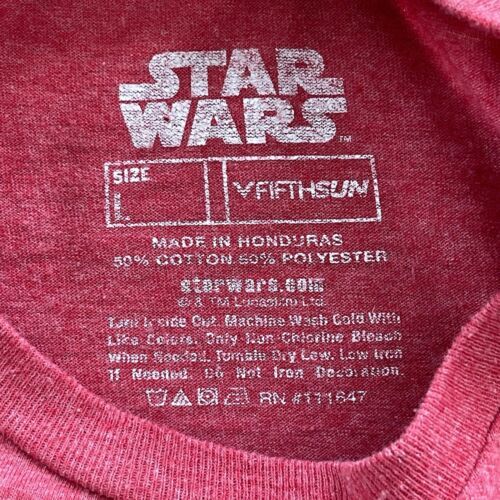 STAR
WARS™
SIZE
L
FIFTHSUN
MADE IN HONDURAS
50% COTTON 50% POLYESTER
starwars.com
© & TM Lucasfilm Ltd.
Turn Inside Out. Machine Wash Cold With
Like Colors. Only Non-Chlorine Bleach
When Needed. Tumble Dry Low. Low Iron
If Needed. Do Not Iron Decoration.
RN #111647